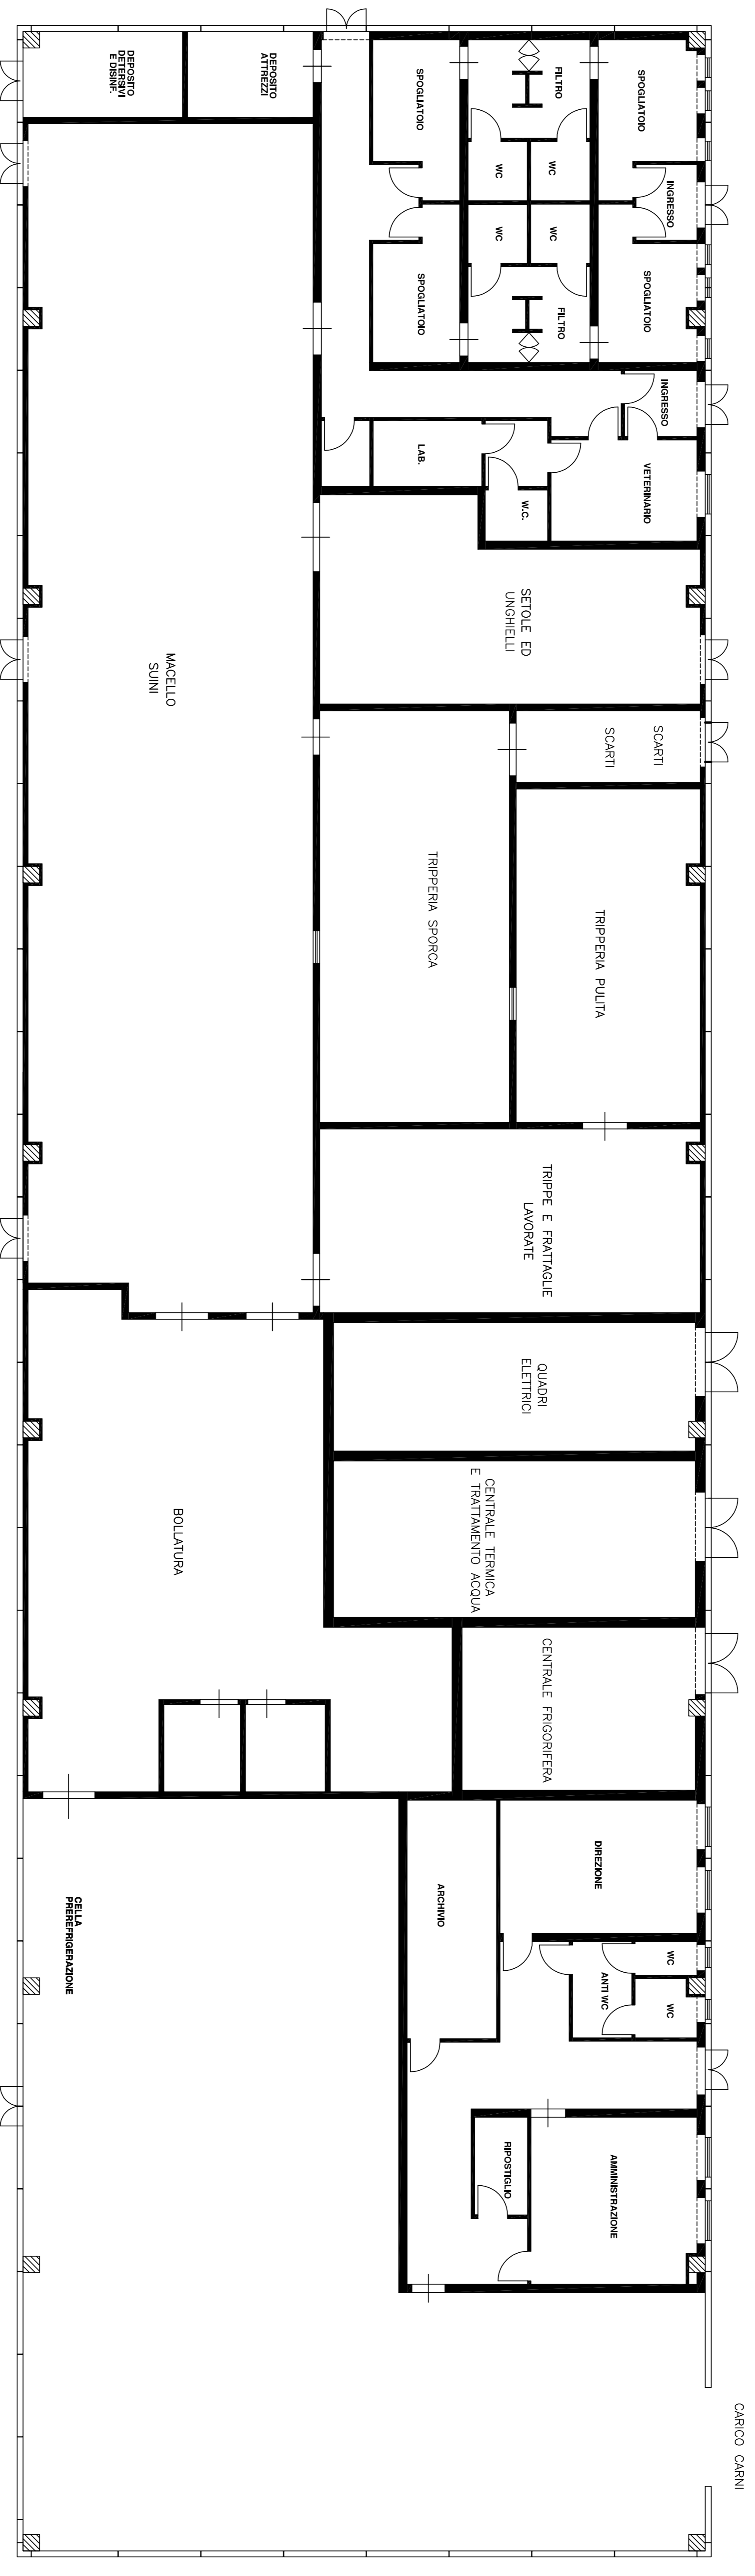 DEPOSITO
DETERSIVI
E DISINF.
DEPOSITO
ATTREZZI
SPOGLIATOIO
FILTRO
SPOGLIATOIO
WC
WC
INGRESSO
WC
WC
SPOGLIATOIO
FILTRO
SPOGLIATOIO
INGRESSO
LAB.
W.C.
VETERINARIO
SETOLE ED
UNGHIELLI
MACELLO
SUINI
SCARTI
SCARTI
TRIPPERIA SPORCA
TRIPPERIA PULITA
TRIPPE E FRATTAGLIE
LAVORATE
QUADRI
ELETTRICI
CENTRALE TERMICA
E TRATTAMENTO ACQUA
BOLLATURA
CENTRALE FRIGORIFERA
DIREZIONE
ARCHIVIO
CELLA
PREREFRIGERAZIONE
WC
ANTI WC
WC
RIPOSTIGLIO
AMMINISTRAZIONE
CARICO CARNI